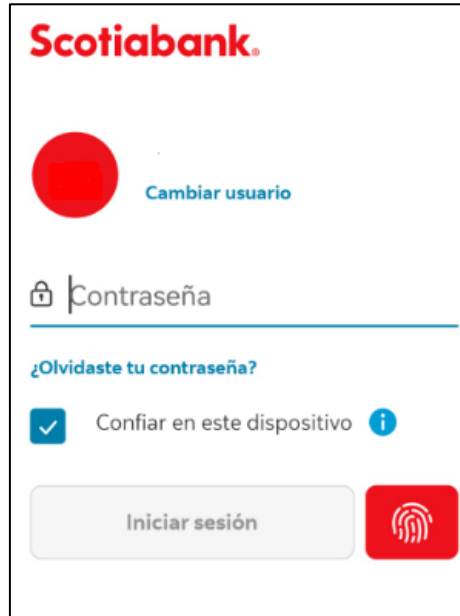 Scotiabank®
Cambiar usuario
Contraseña
¿Olvidaste tu contraseña?
Confiar en este dispositivo i
Iniciar sesión